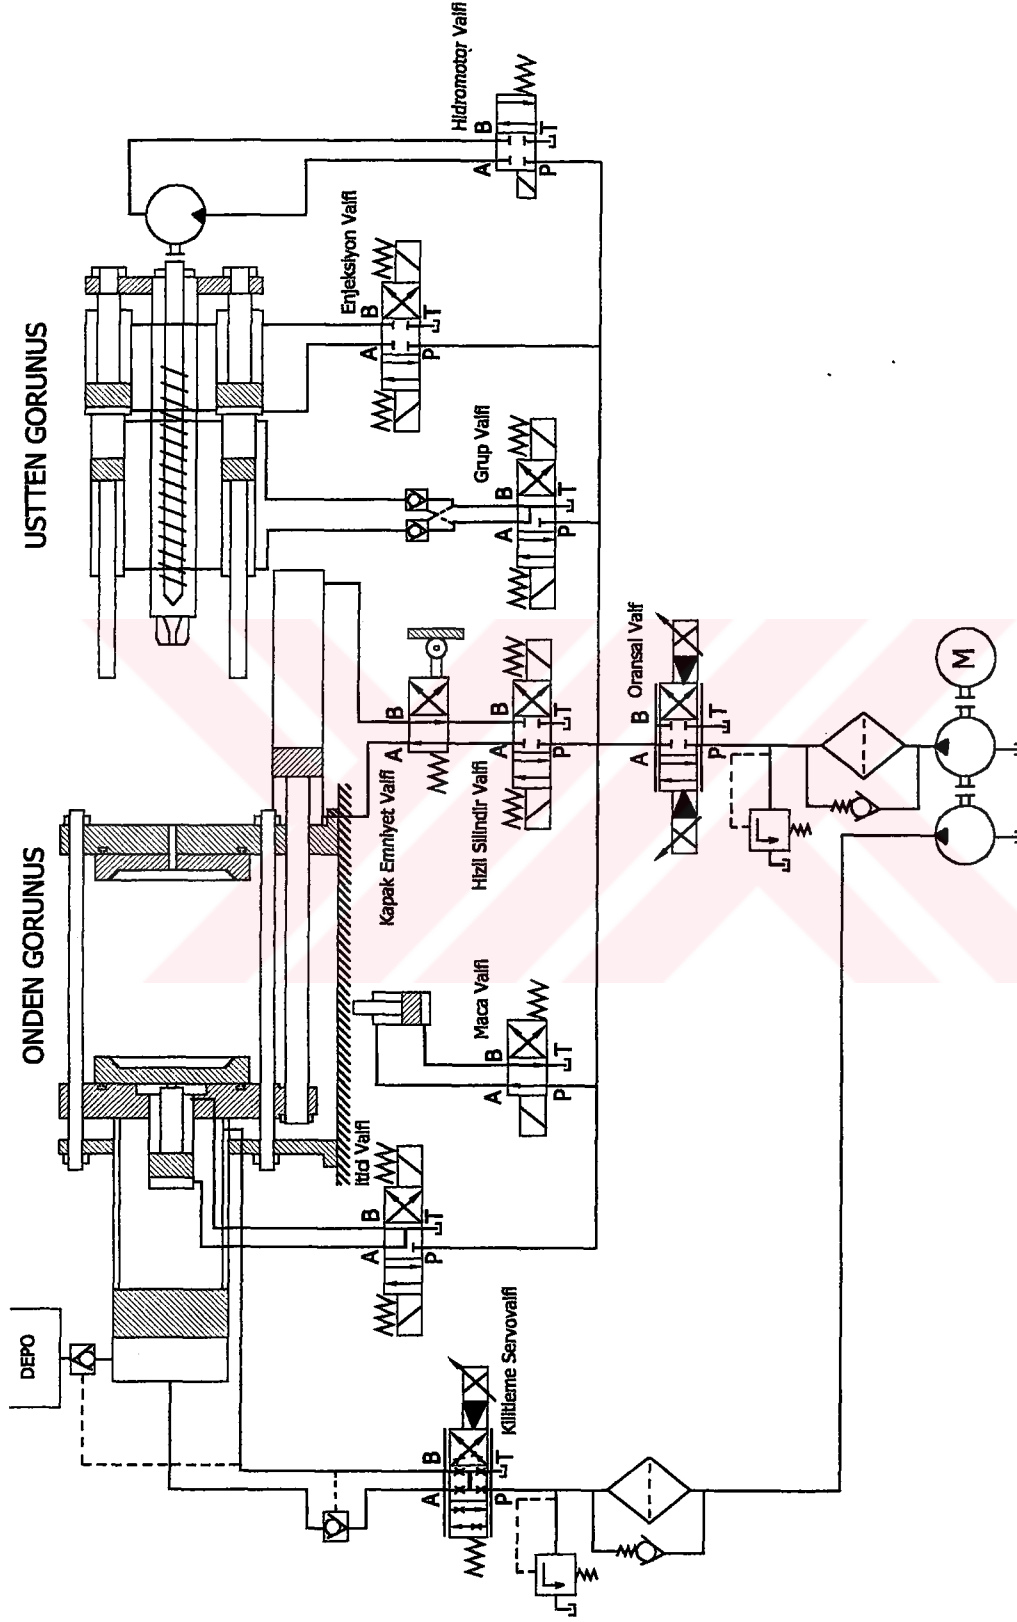 ONDEN GORUNUS
USTTEN GORUNUS
DEPO
Itici Valfi
A
B
P
T
Maca Valfi
A
B
P
T
Kapak Emniyet Valfi
A
B
Hizil Silindir Valfi
A
B
P
T
Grup Valfi
A
B
P
T
Enjeksiyon Valfi
A
B
P
T
Hidromotor Valfi
A
B
P
T
Kilitleme Servovalfi
A
B
P
T
Oransal Valf
A
B
P
T
M